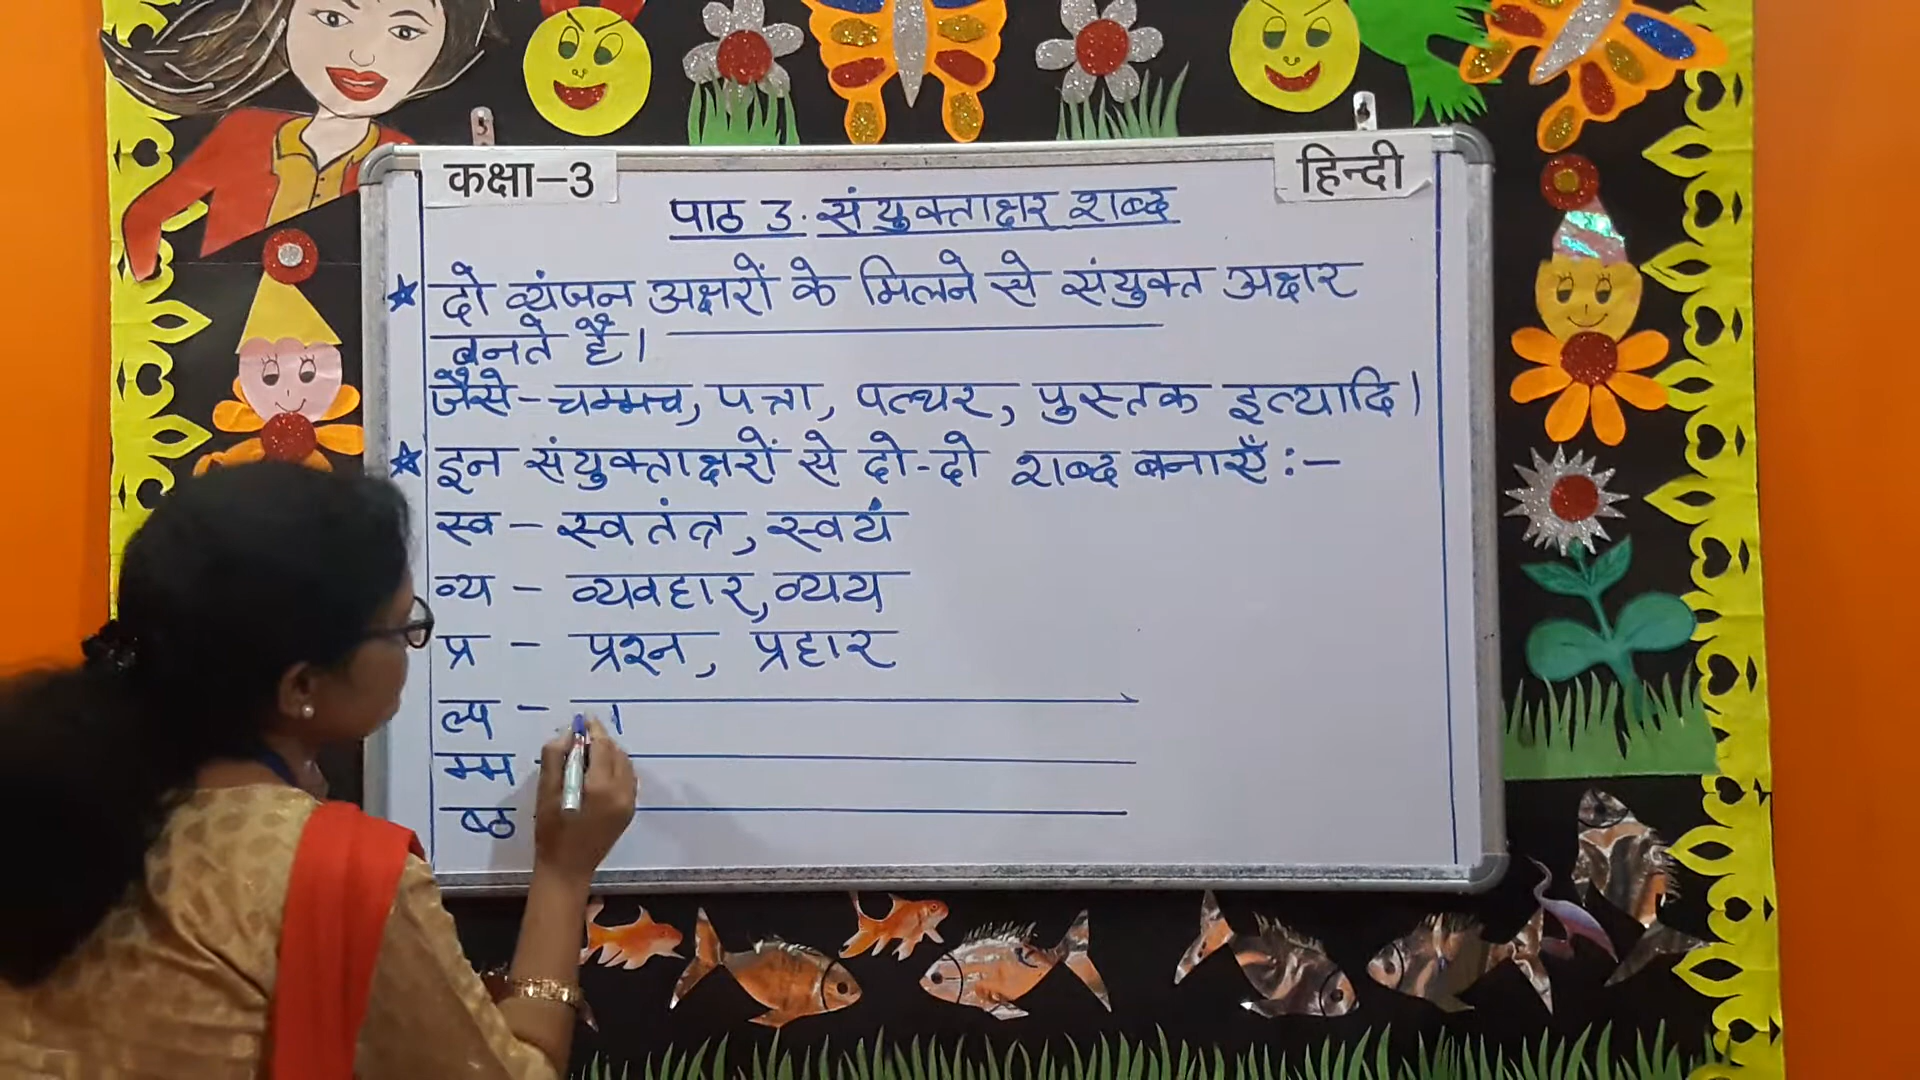 कक्षा-3
हिन्दी
पाठ 3. संयुक्ताक्षर शब्द
दो व्यंजन अक्षरों के मिलने से संयुक्त अक्षर
बनते हैं।
जैसे- चम्मच, पत्ता, पत्थर, पुस्तक इत्यादि।
इन संयुक्ताक्षरों से दो-दो शब्द बनाएँ :-
स्व - स्वतंत्र, स्वयं
व्य - व्यवहार, व्यय
प्र - प्रश्न, प्रहार
ल्प -
म्म -
ष्ठ